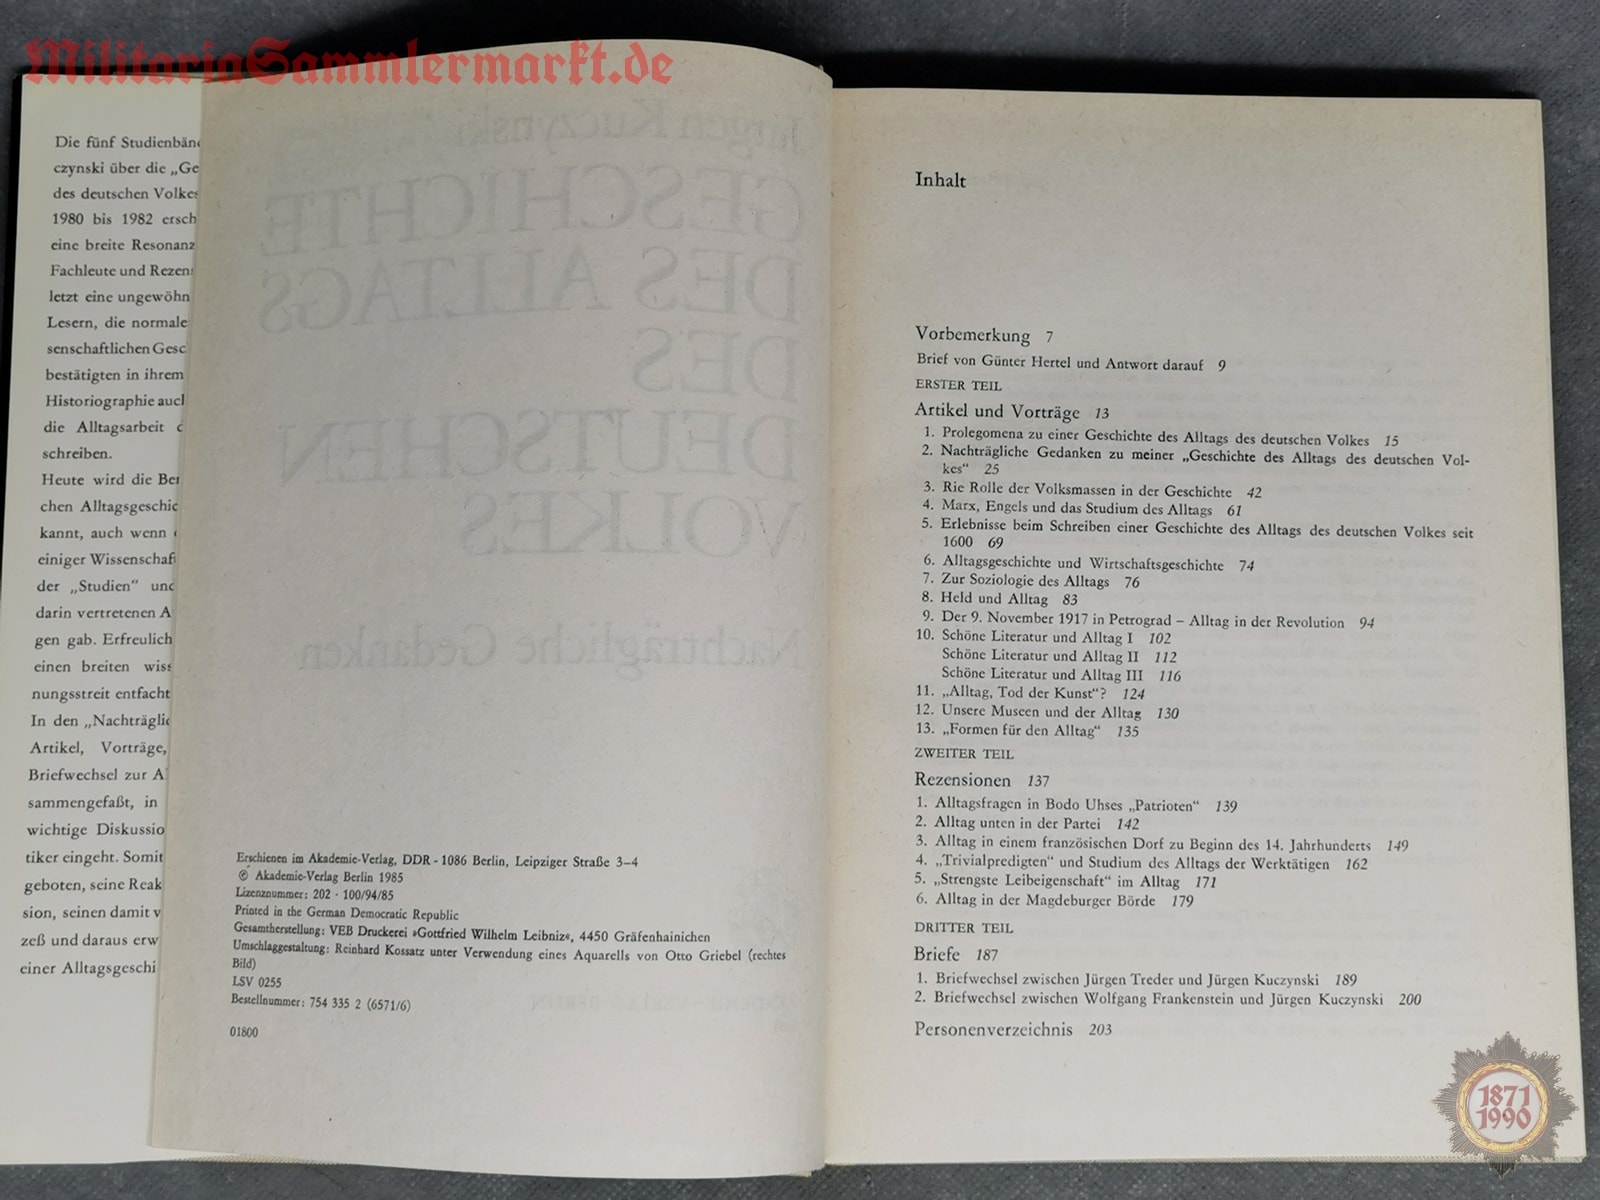 MilitariaSammlermarkt.de
Die fünf Studienbän
czynski über die „Ge
des deutschen Volkes
1980 bis 1982 ersch
eine breite Resonanz
Fachleute und Rezen
letzt eine ungewöhn
Lesern, die normale
senschaftlichen Gesc
bestätigten in ihrem
Historiographie auch
die Alltagsarbeit
schreiben.
Heute wird die Be
chen Alltagsgeschic
kannt, auch wenn
einiger Wissenschaf
der „Studien“ und
darin vertretenen A
gen gab. Erfreulich
einen breiten wiss
nungsstreit entfacht
In den „Nachträglic
Artikel, Vorträge,
Briefwechsel zur A
sammengefaßt, in
wichtige Diskussio
tiker eingeht. Somit
geboten, seine Reak
sion, seinen damit v
zeß und daraus erw
einer Alltagsgeschi
Jürgen Kuczynski
GESCHICHTE
DES ALLTAGS
DES
DEUTSCHEN
VOLKES
Nachträgliche Gedanken
Erschienen im Akademie-Verlag, DDR - 1086 Berlin, Leipziger Straße 3–4
© Akademie-Verlag Berlin 1985
Lizenznummer: 202 · 100/94/85
Printed in the German Democratic Republic
Gesamtherstellung: VEB Druckerei »Gottfried Wilhelm Leibniz«, 4450 Gräfenhainichen
Umschlaggestaltung: Reinhard Kossatz unter Verwendung eines Aquarells von Otto Griebel (rechtes
Bild)
LSV 0255
Bestellnummer: 754 335 2 (6571/6)
01800
Inhalt
Vorbemerkung 7
Brief von Günter Hertel und Antwort darauf 9
ERSTER TEIL
Artikel und Vorträge 13
1. Prolegomena zu einer Geschichte des Alltags des deutschen Volkes 15
2. Nachträgliche Gedanken zu meiner „Geschichte des Alltags des deutschen Vol-
kes“ 25
3. Rie Rolle der Volksmassen in der Geschichte 42
4. Marx, Engels und das Studium des Alltags 61
5. Erlebnisse beim Schreiben einer Geschichte des Alltags des deutschen Volkes seit
1600 69
6. Alltagsgeschichte und Wirtschaftsgeschichte 74
7. Zur Soziologie des Alltags 76
8. Held und Alltag 83
9. Der 9. November 1917 in Petrograd – Alltag in der Revolution 94
10. Schöne Literatur und Alltag I 102
Schöne Literatur und Alltag II 112
Schöne Literatur und Alltag III 116
11. „Alltag, Tod der Kunst“? 124
12. Unsere Museen und der Alltag 130
13. „Formen für den Alltag“ 135
ZWEITER TEIL
Rezensionen 137
1. Alltagsfragen in Bodo Uhses „Patrioten“ 139
2. Alltag unten in der Partei 142
3. Alltag in einem französischen Dorf zu Beginn des 14. Jahrhunderts 149
4. „Trivialpredigten“ und Studium des Alltags der Werktätigen 162
5. „Strengste Leibeigenschaft“ im Alltag 171
6. Alltag in der Magdeburger Börde 179
DRITTER TEIL
Briefe 187
1. Briefwechsel zwischen Jürgen Treder und Jürgen Kuczynski 189
2. Briefwechsel zwischen Wolfgang Frankenstein und Jürgen Kuczynski 200
Personenverzeichnis 203
1871
1990